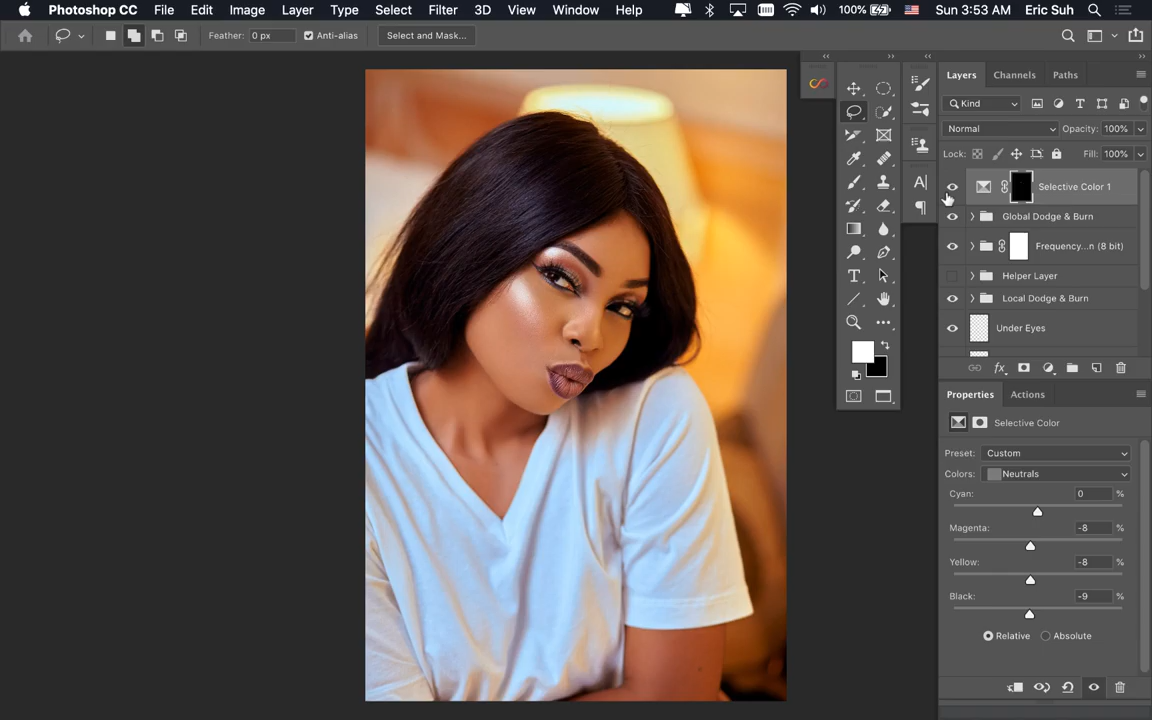 Photoshop CC File Edit Image Layer Type Select Filter 3D View Window Help 100% Sun 3:53 AM Eric Suh
Feather: 0 px Anti-alias Select and Mask...
Layers Channels Paths
Kind
Normal Opacity: 100%
Lock: Fill: 100%
Selective Color 1
Global Dodge & Burn
Frequency...n (8 bit)
Helper Layer
Local Dodge & Burn
Under Eyes
fx
Properties Actions
Selective Color
Preset: Custom
Colors: Neutrals
Cyan: 0 %
Magenta: -8 %
Yellow: -8 %
Black: -9 %
Relative Absolute